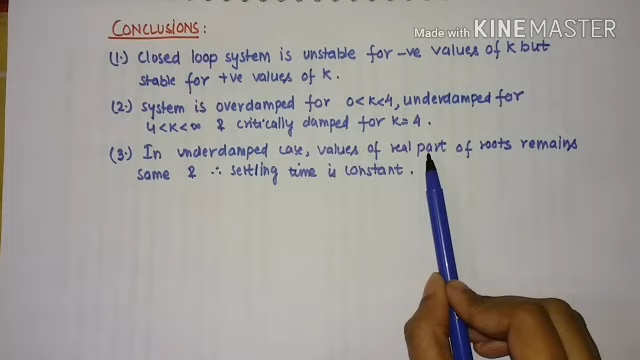 Made with KINEMASTER
CONCLUSIONS:
(1.) Closed loop system is unstable for -ve values of K but
stable for +ve values of K.
(2.) System is overdamped for 0<K<4, underdamped for
4<K<∞ & critically damped for K=4.
(3.) In underdamped case, values of real part of roots remains
same & ∴ settling time is constant.